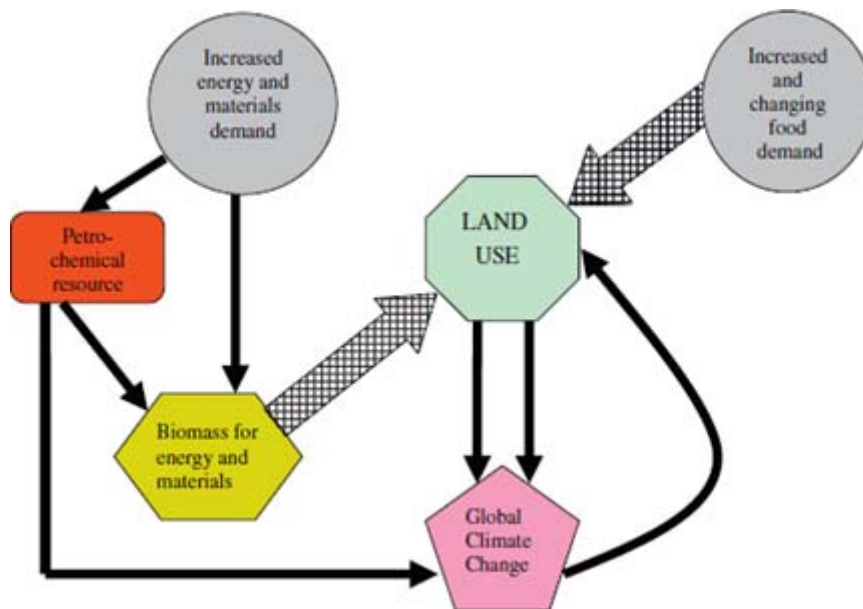 Increased
energy and
materials
demand
Increased
and
changing
food
demand
Petro-
chemical
resource
LAND
USE
Biomass for
energy and
materials
Global
Climate
Change